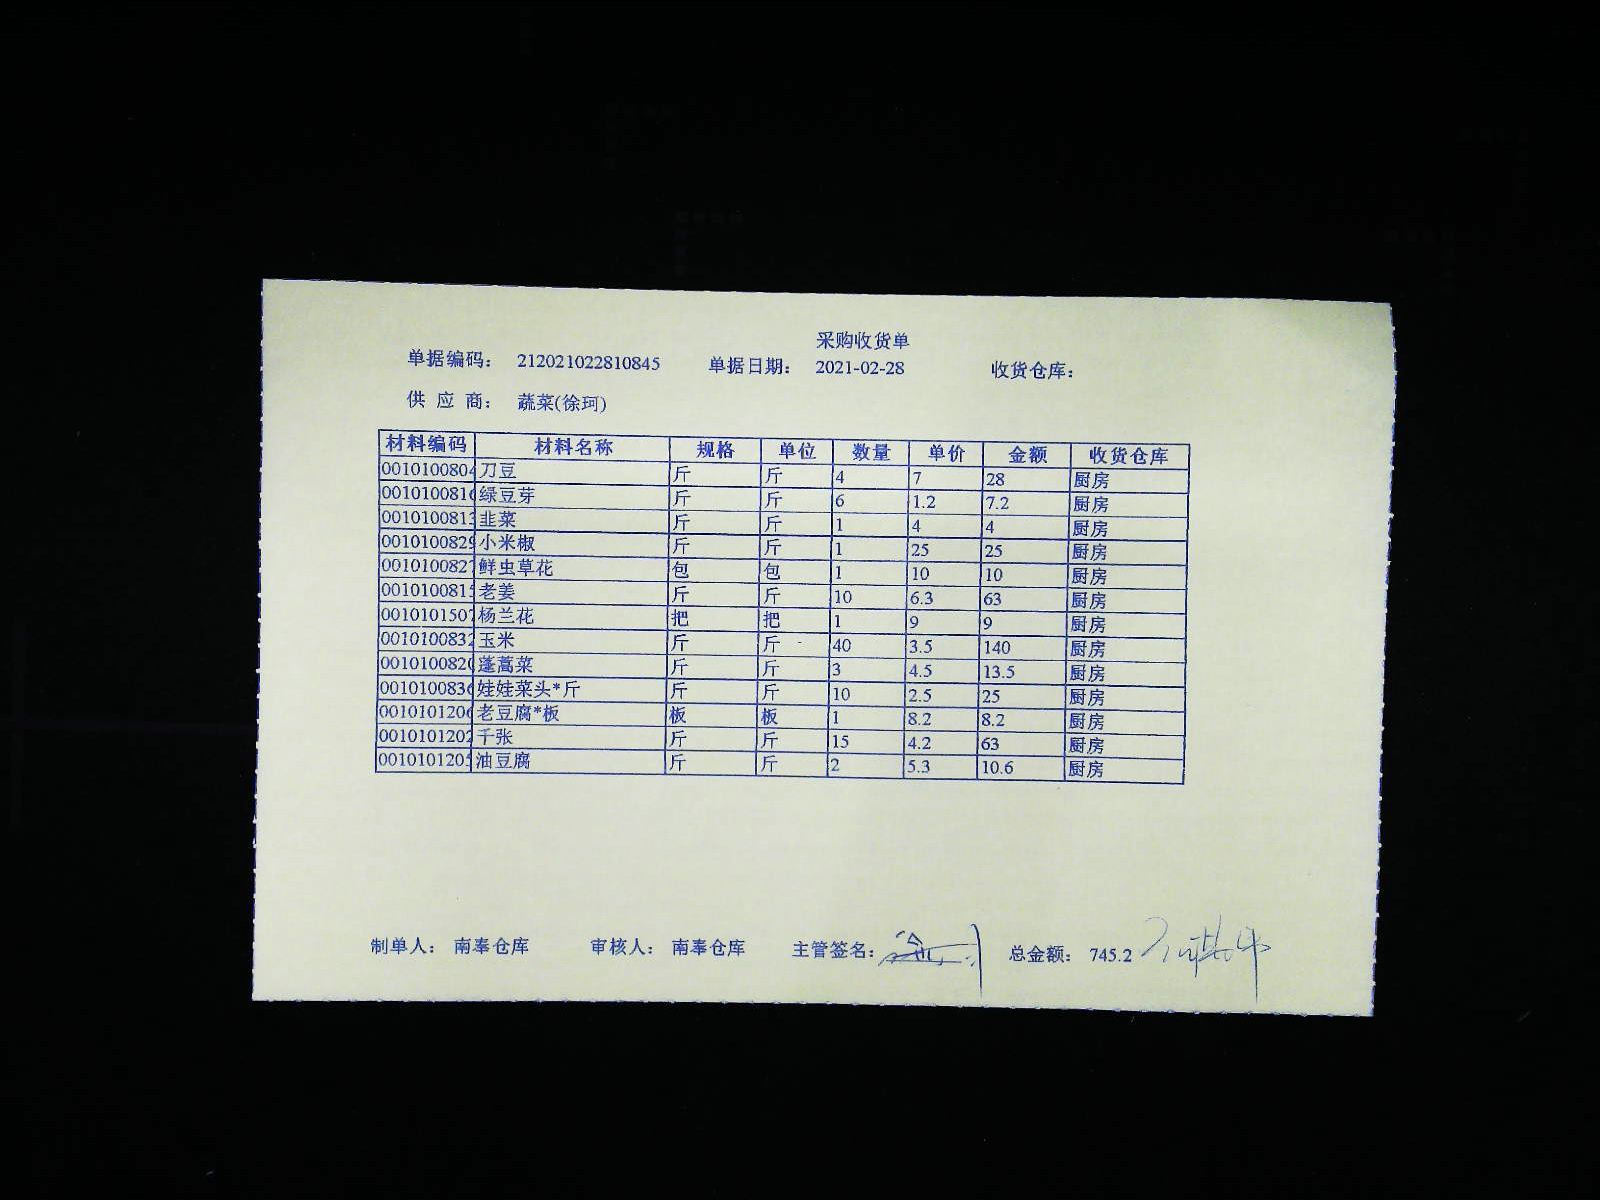 采购收货单
单据编码： 212021022810845 单据日期： 2021-02-28 收货仓库：
供 应 商： 蔬菜(徐珂)
材料编码 材料名称 规格 单位 数量 单价 金额 收货仓库
0010100804 刀豆 斤 斤 4 7 28 厨房
001010081 绿豆芽 斤 斤 6 1.2 7.2 厨房
001010081 韭菜 斤 斤 1 4 4 厨房
001010082 小米椒 斤 斤 1 25 25 厨房
001010082 鲜虫草花 包 包 1 10 10 厨房
001010081 老姜 斤 斤 10 6.3 63 厨房
001010150 杨兰花 把 把 1 9 9 厨房
001010083 玉米 斤 斤 40 3.5 140 厨房
001010082 蓬蒿菜 斤 斤 3 4.5 13.5 厨房
001010083 娃娃菜头*斤 斤 斤 10 2.5 25 厨房
001010120 老豆腐*板 板 板 1 8.2 8.2 厨房
001010120 千张 斤 斤 15 4.2 63 厨房
001010120 油豆腐 斤 斤 2 5.3 10.6 厨房
制单人： 南奉仓库 审核人： 南奉仓库 主管签名： 总金额： 745.2